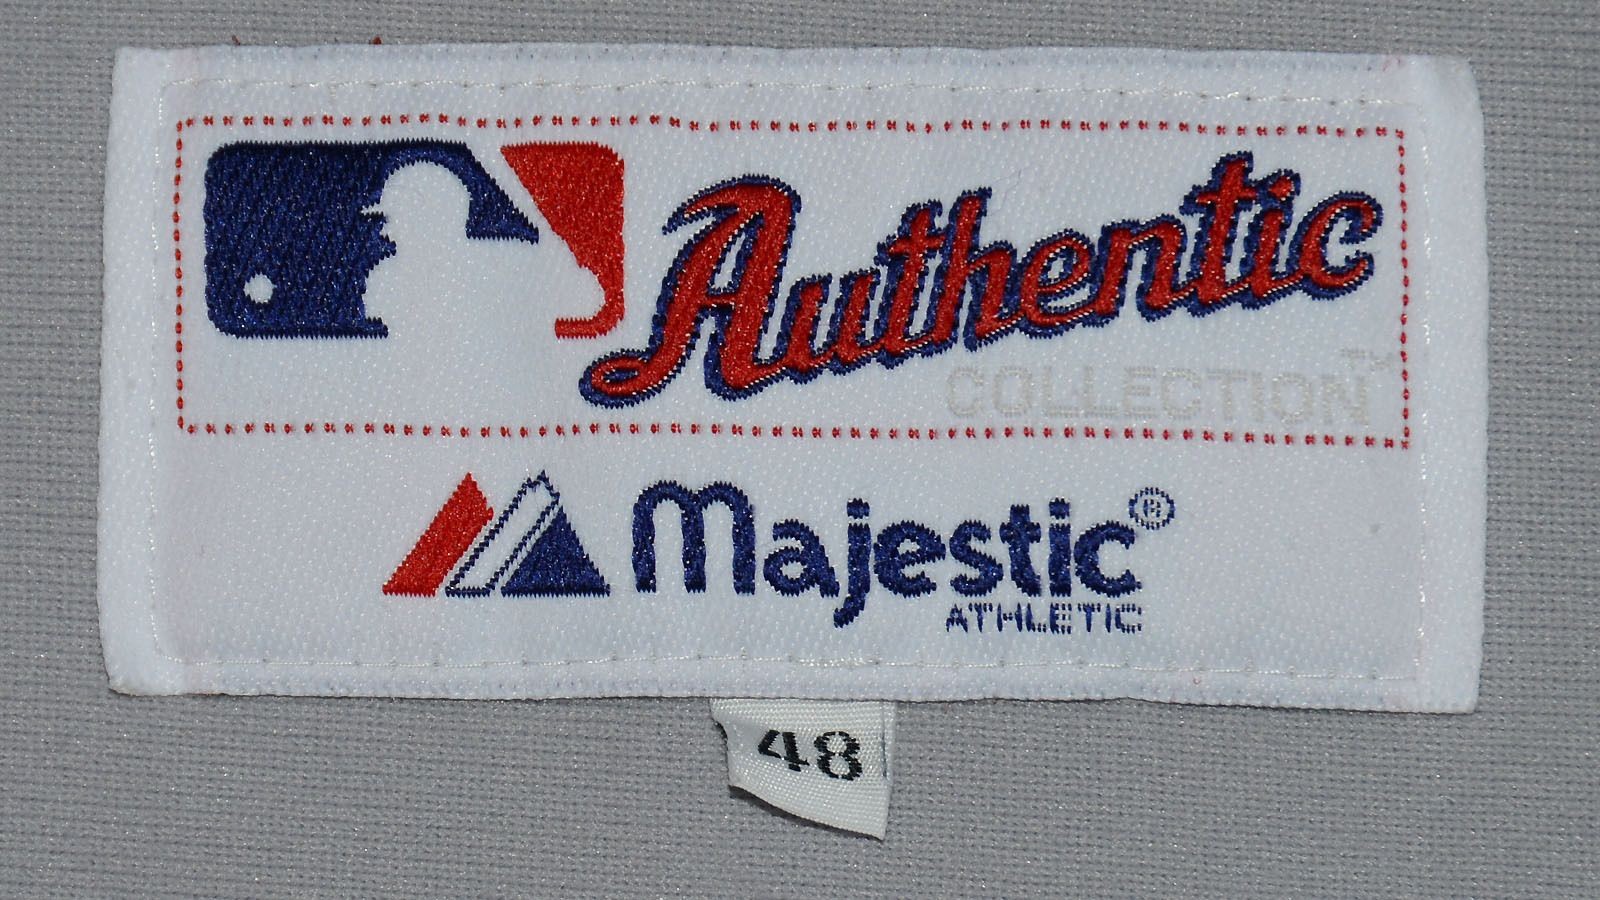 Authentic
COLLECTION™
Majestic®
ATHLETIC
48